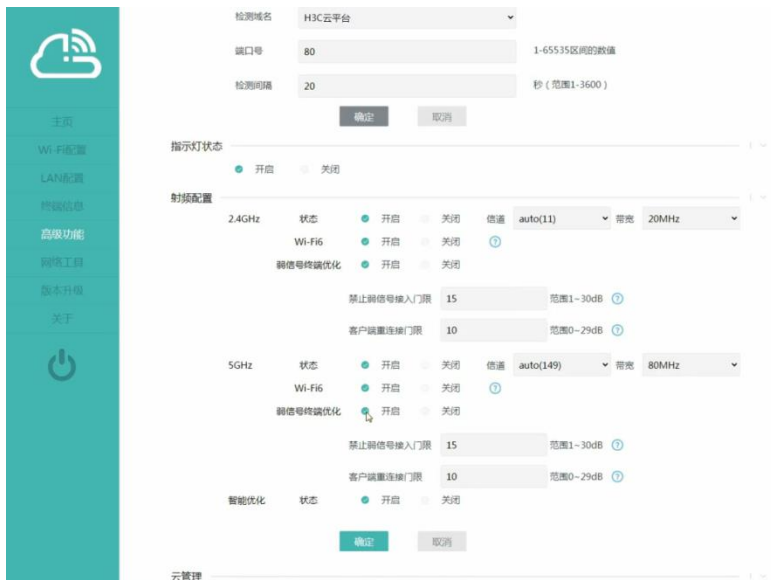 检测域名 H3C云平台
端口号 80 1-65535区间的数值
检测间隔 20 秒（范围1-3600）
确定 取消
主页
Wi-Fi配置
LAN配置
终端信息
高级功能
网络工具
版本升级
关于
指示灯状态
开启 关闭
射频配置
2.4GHz 状态 开启 关闭 信道 auto(11) 带宽 20MHz
Wi-Fi6 开启 关闭 ?
弱信号终端优化 开启 关闭
禁止弱信号接入门限 15 范围1~30dB ?
客户端重连接门限 10 范围0~29dB ?
5GHz 状态 开启 关闭 信道 auto(149) 带宽 80MHz
Wi-Fi6 开启 关闭 ?
弱信号终端优化 开启 关闭
禁止弱信号接入门限 15 范围1~30dB ?
客户端重连接门限 10 范围0~29dB ?
智能优化 状态 开启 关闭
确定 取消
云管理